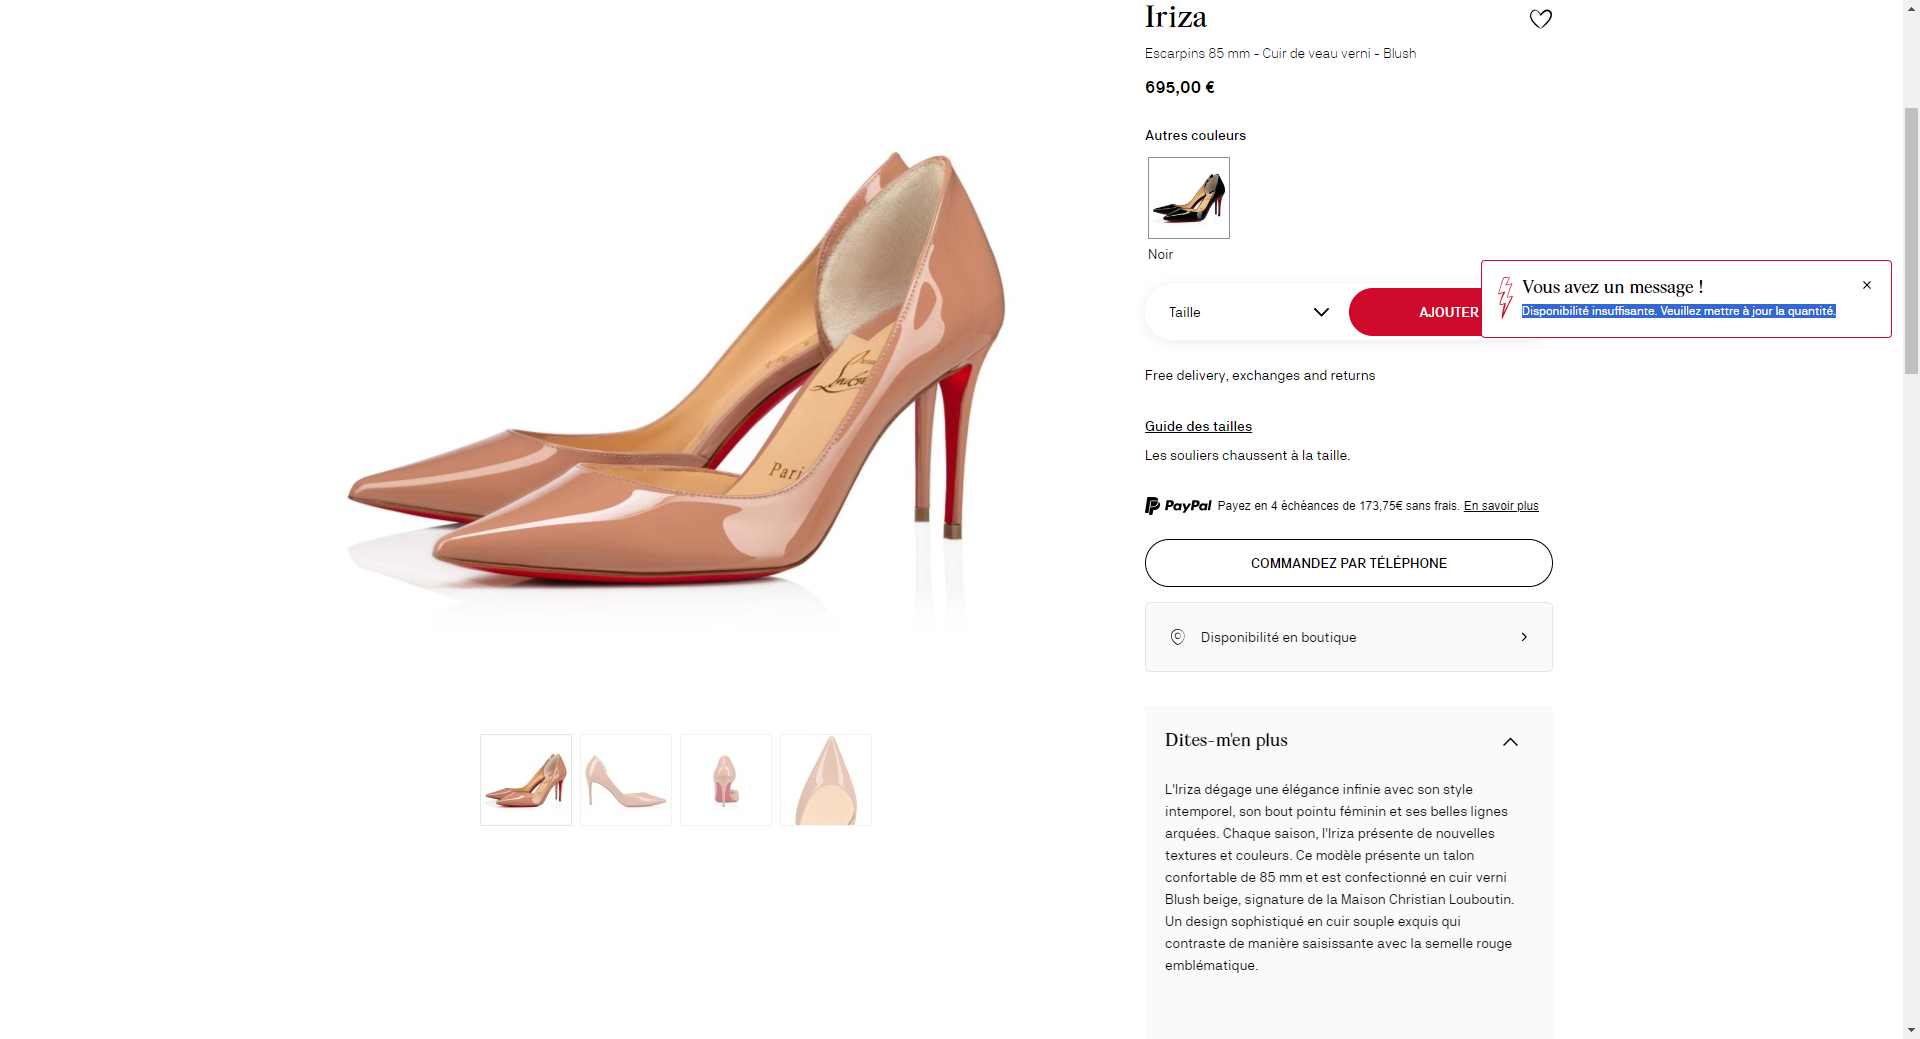 Iriza
Escarpins 85 mm - Cuir de veau verni - Blush
695,00 €
Autres couleurs
Noir
Taille
AJOUTER
Vous avez un message !
Disponibilité insuffisante. Veuillez mettre à jour la quantité.
Free delivery, exchanges and returns
Guide des tailles
Les souliers chaussent à la taille.
PayPal Payez en 4 échéances de 173,75€ sans frais. En savoir plus
COMMANDEZ PAR TÉLÉPHONE
Disponibilité en boutique
Dites-m'en plus
L'Iriza dégage une élégance infinie avec son style
intemporel, son bout pointu féminin et ses belles lignes
arquées. Chaque saison, l'Iriza présente de nouvelles
textures et couleurs. Ce modèle présente un talon
confortable de 85 mm et est confectionné en cuir verni
Blush beige, signature de la Maison Christian Louboutin.
Un design sophistiqué en cuir souple exquis qui
contraste de manière saisissante avec la semelle rouge
emblématique.
Pari